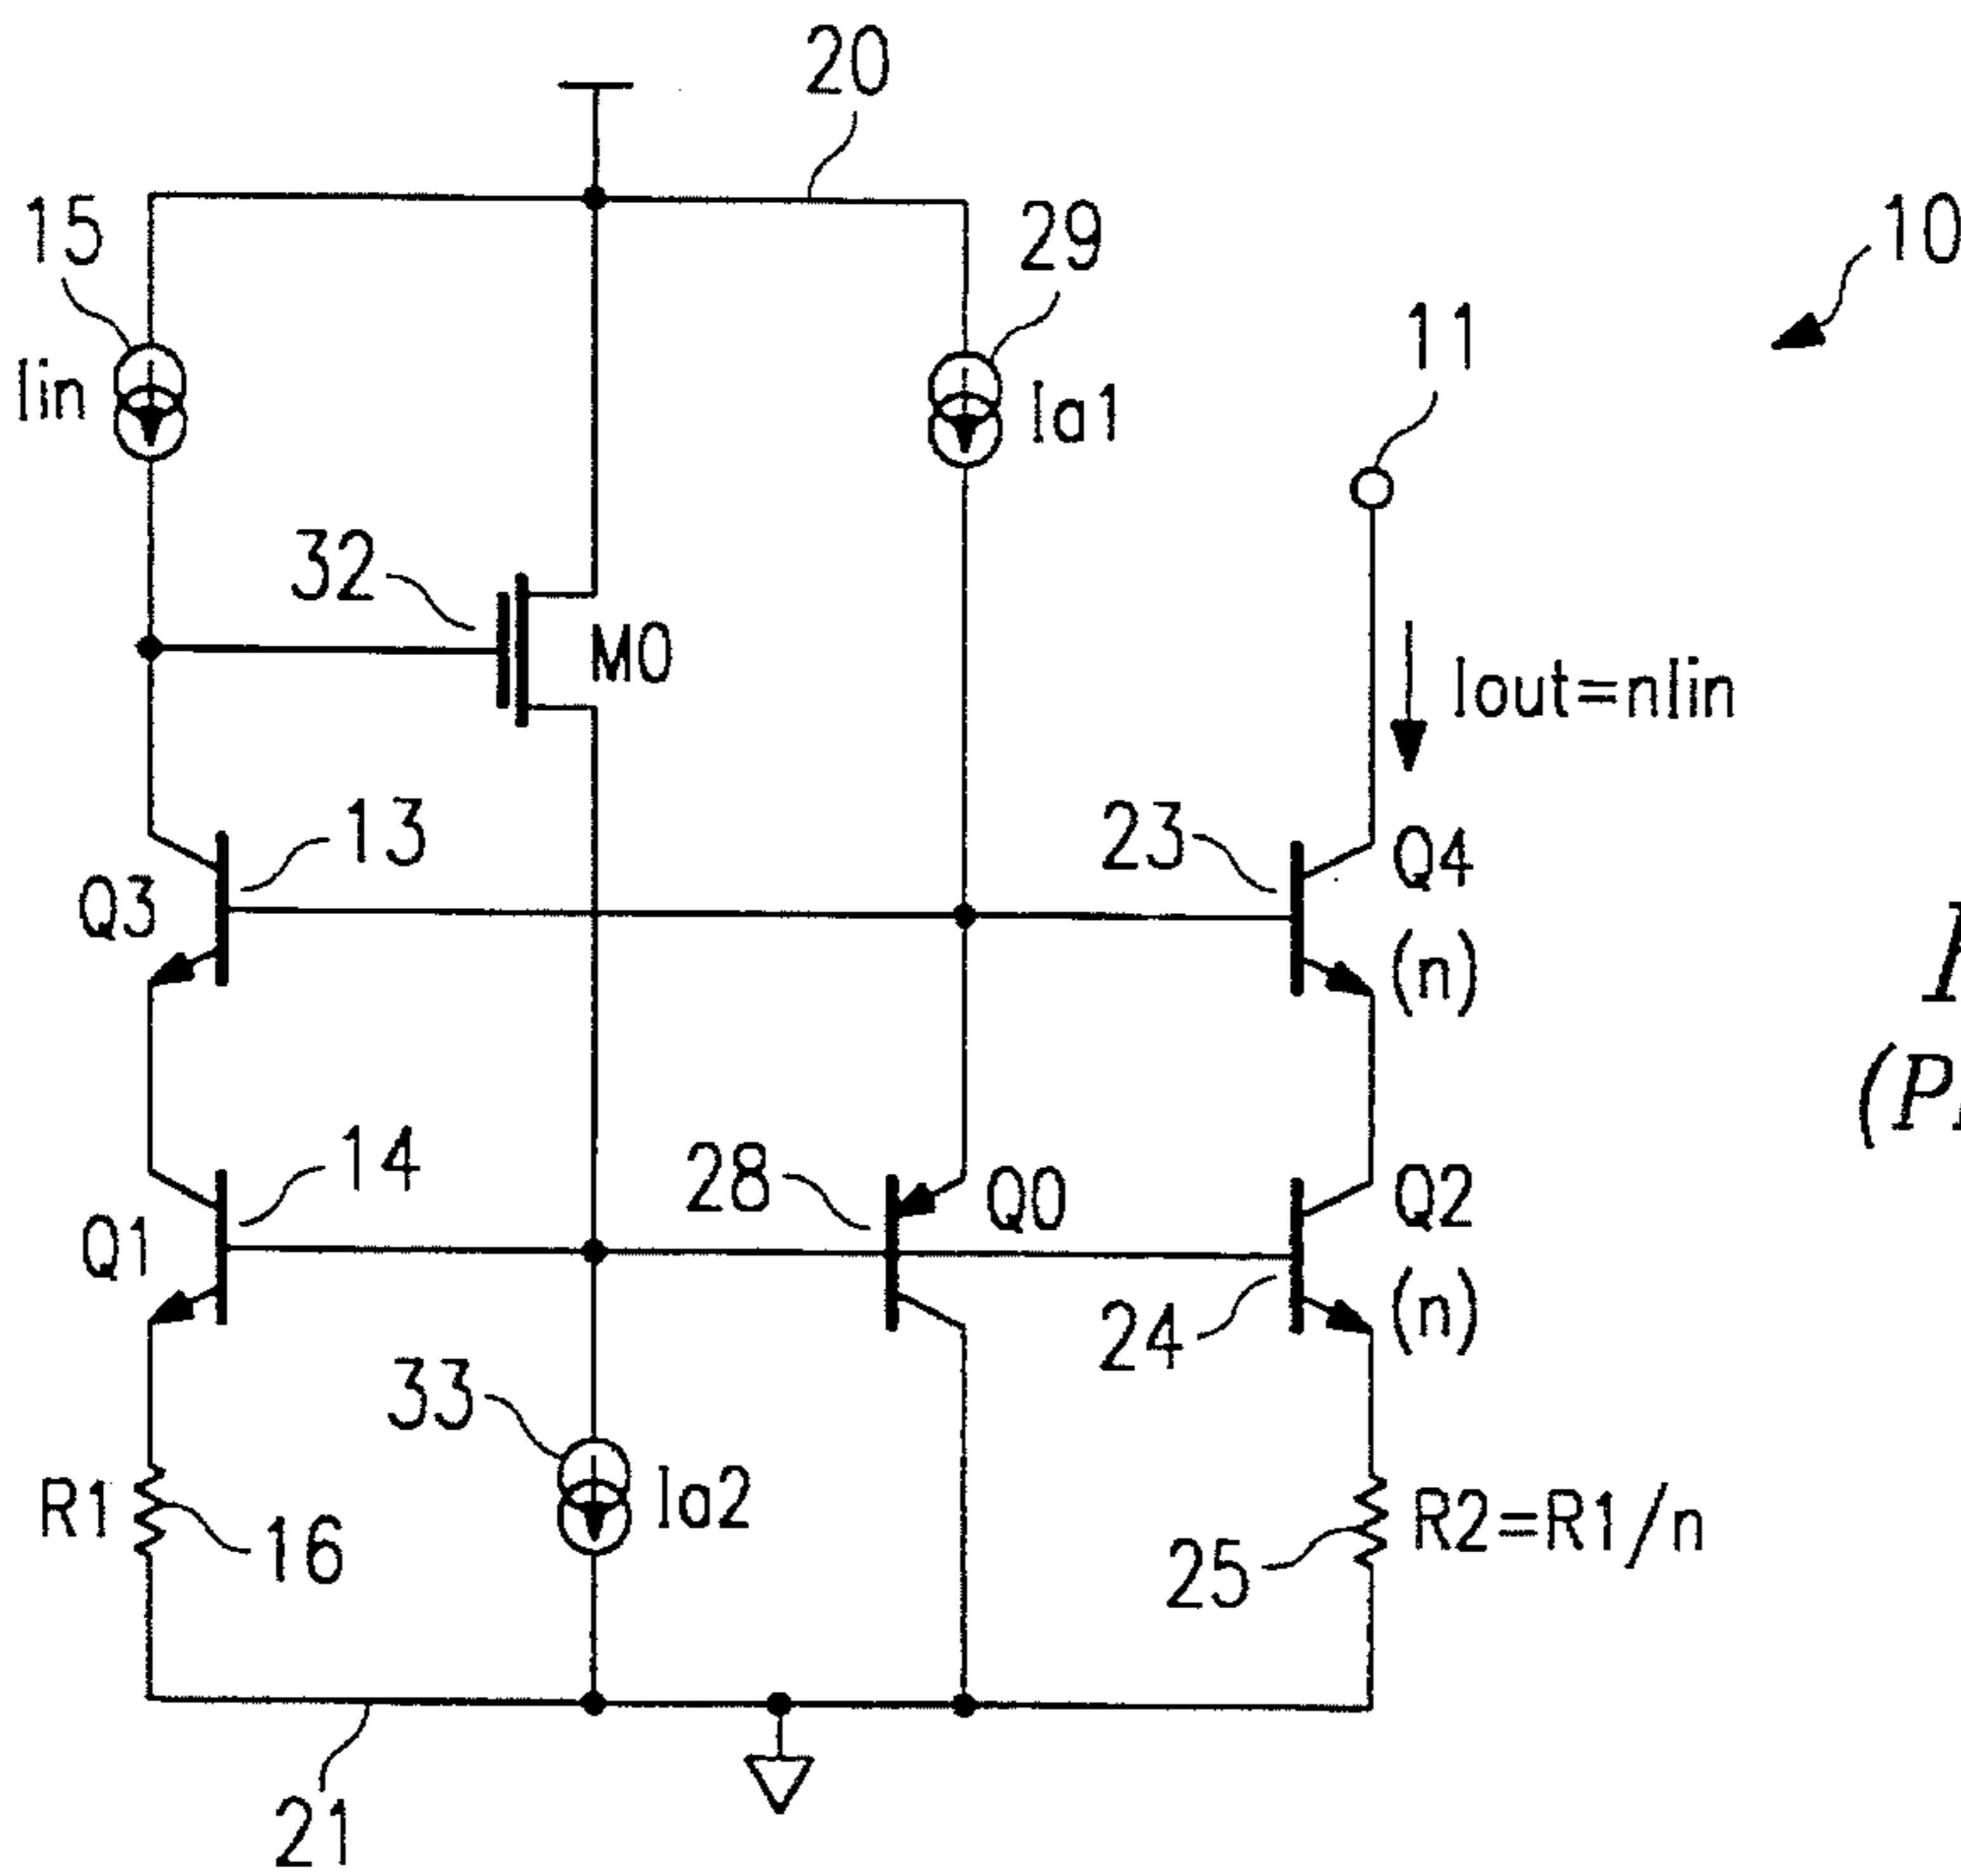 20
15
29
10
Iin
Ia1
11
32
M0
Iout=nIin
13
23
Q4
Q3
(n)
14
28
Q0
Q2
Q1
24
(n)
33
Ia2
R1
16
25
R2=R1/n
21